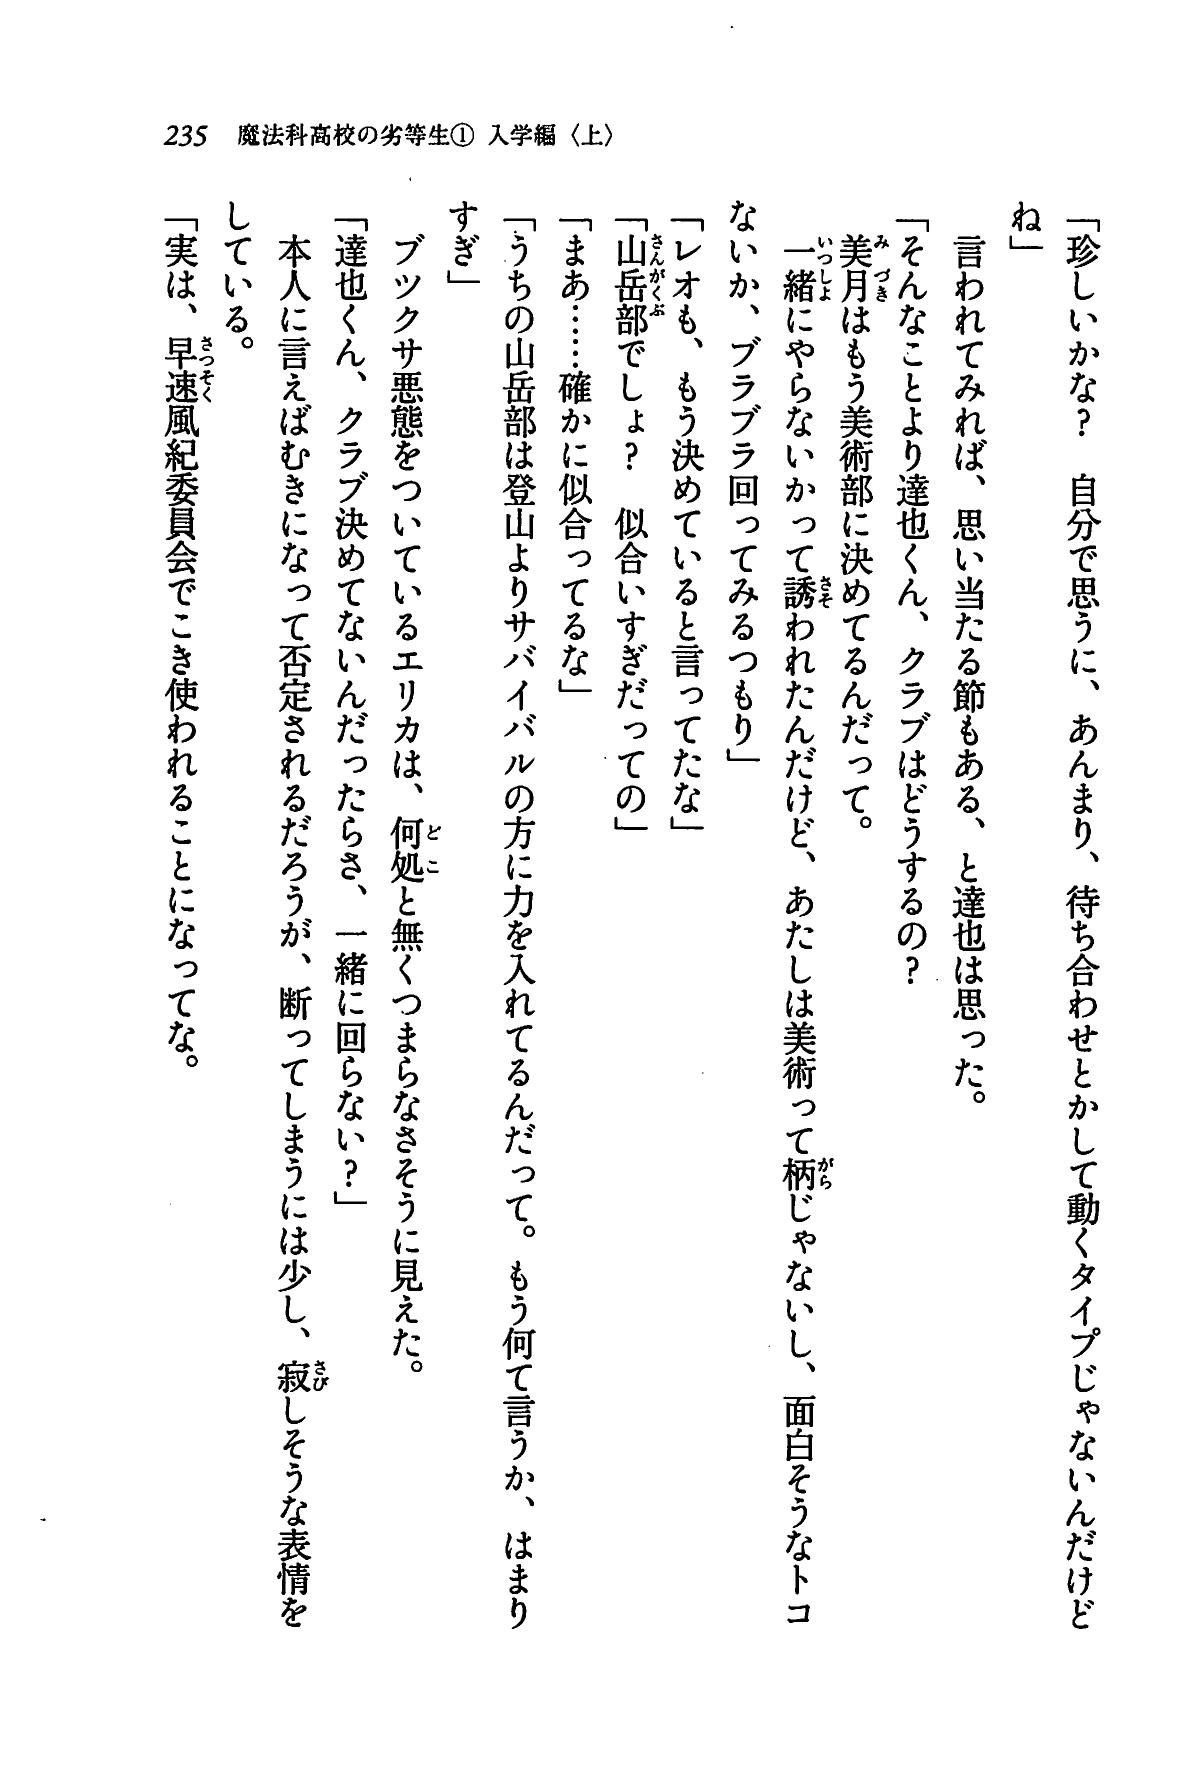 235 魔法科高校の劣等生① 入学編〈上〉
「珍しいかな？　自分で思うに、あんまり、待ち合わせとかして動くタイプじゃないんだけど
ね」
　言われてみれば、思い当たる節もある、と達也は思った。
「そんなことより達也くん、クラブはどうするの？
　美月はもう美術部に決めてるんだって。
　一緒にやらないかって誘われたんだけど、あたしは美術って柄じゃないし、面白そうなトコ
ないか、ブラブラ回ってみるつもり」
「レオも、もう決めていると言ってたな」
「山岳部でしょ？　似合いすぎだっての」
「まあ……確かに似合ってるな」
「うちの山岳部は登山よりサバイバルの方に力を入れてるんだって。もう何て言うか、はまり
すぎ」
　ブツクサ悪態をついているエリカは、何処と無くつまらなさそうに見えた。
「達也くん、クラブ決めてないんだったらさ、一緒に回らない？」
　本人に言えばむきになって否定されるだろうが、断ってしまうには少し、寂しそうな表情を
している。
「実は、早速風紀委員会でこき使われることになってな。